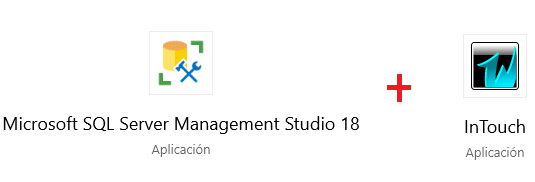 Microsoft SQL Server Management Studio 18
Aplicación
InTouch
Aplicación